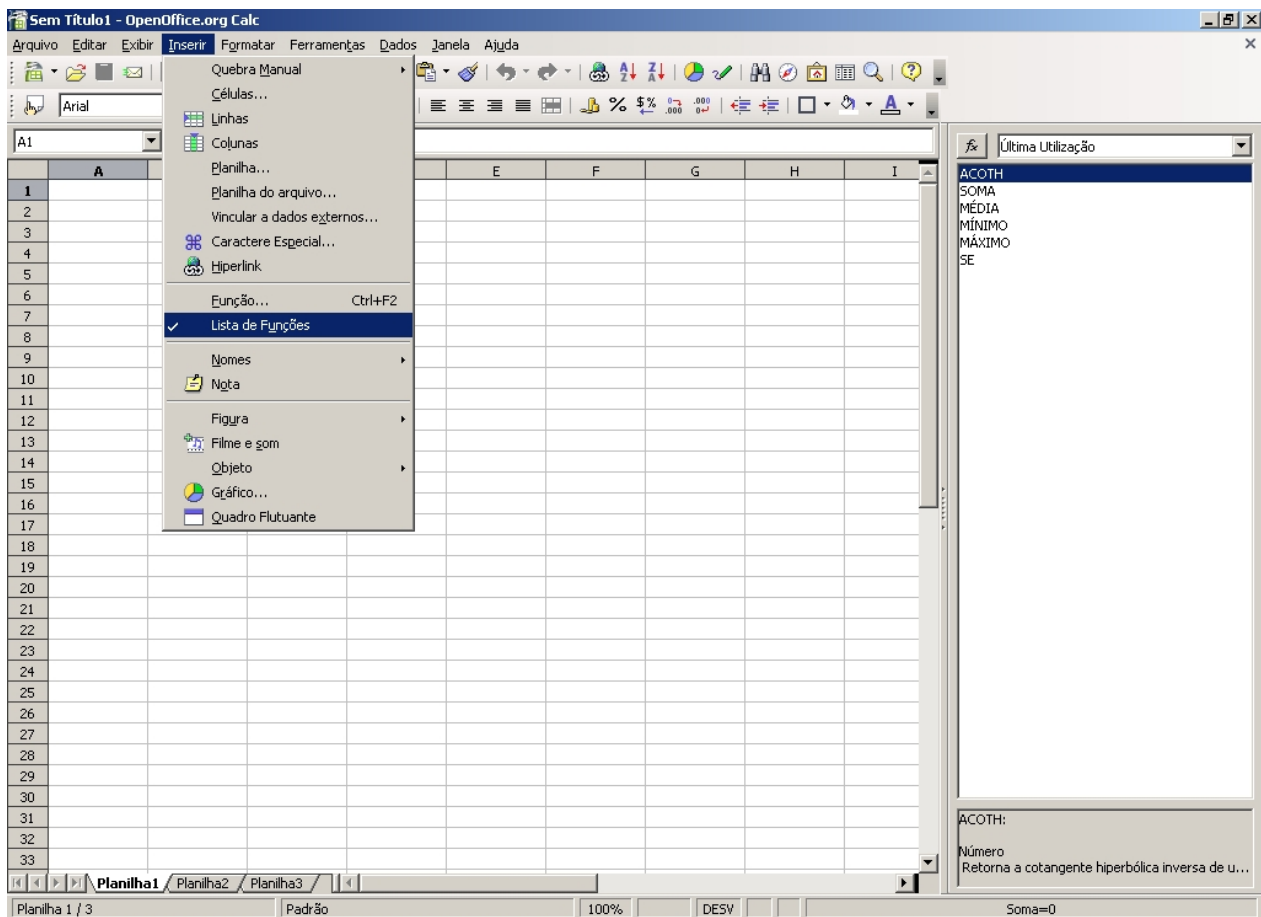 Sem Título1 - OpenOffice.org Calc
Arquivo Editar Exibir Inserir Formatar Ferramentas Dados Janela Ajuda
Arial
A1
Quebra Manual
Células...
Linhas
Colunas
Planilha...
Planilha do arquivo...
Vincular a dados externos...
Caractere Especial...
Hiperlink
Função... Ctrl+F2
Lista de Funções
Nomes
Nota
Figura
Filme e som
Objeto
Gráfico...
Quadro Flutuante
A E F G H I
1
2
3
4
5
6
7
8
9
10
11
12
13
14
15
16
17
18
19
20
21
22
23
24
25
26
27
28
29
30
31
32
33
Última Utilização
ACOTH
SOMA
MÉDIA
MÍNIMO
MÁXIMO
SE
ACOTH:
Número
Retorna a cotangente hiperbólica inversa de u...
Planilha1 Planilha2 Planilha3
Planilha 1 / 3 Padrão 100% DESV Soma=0